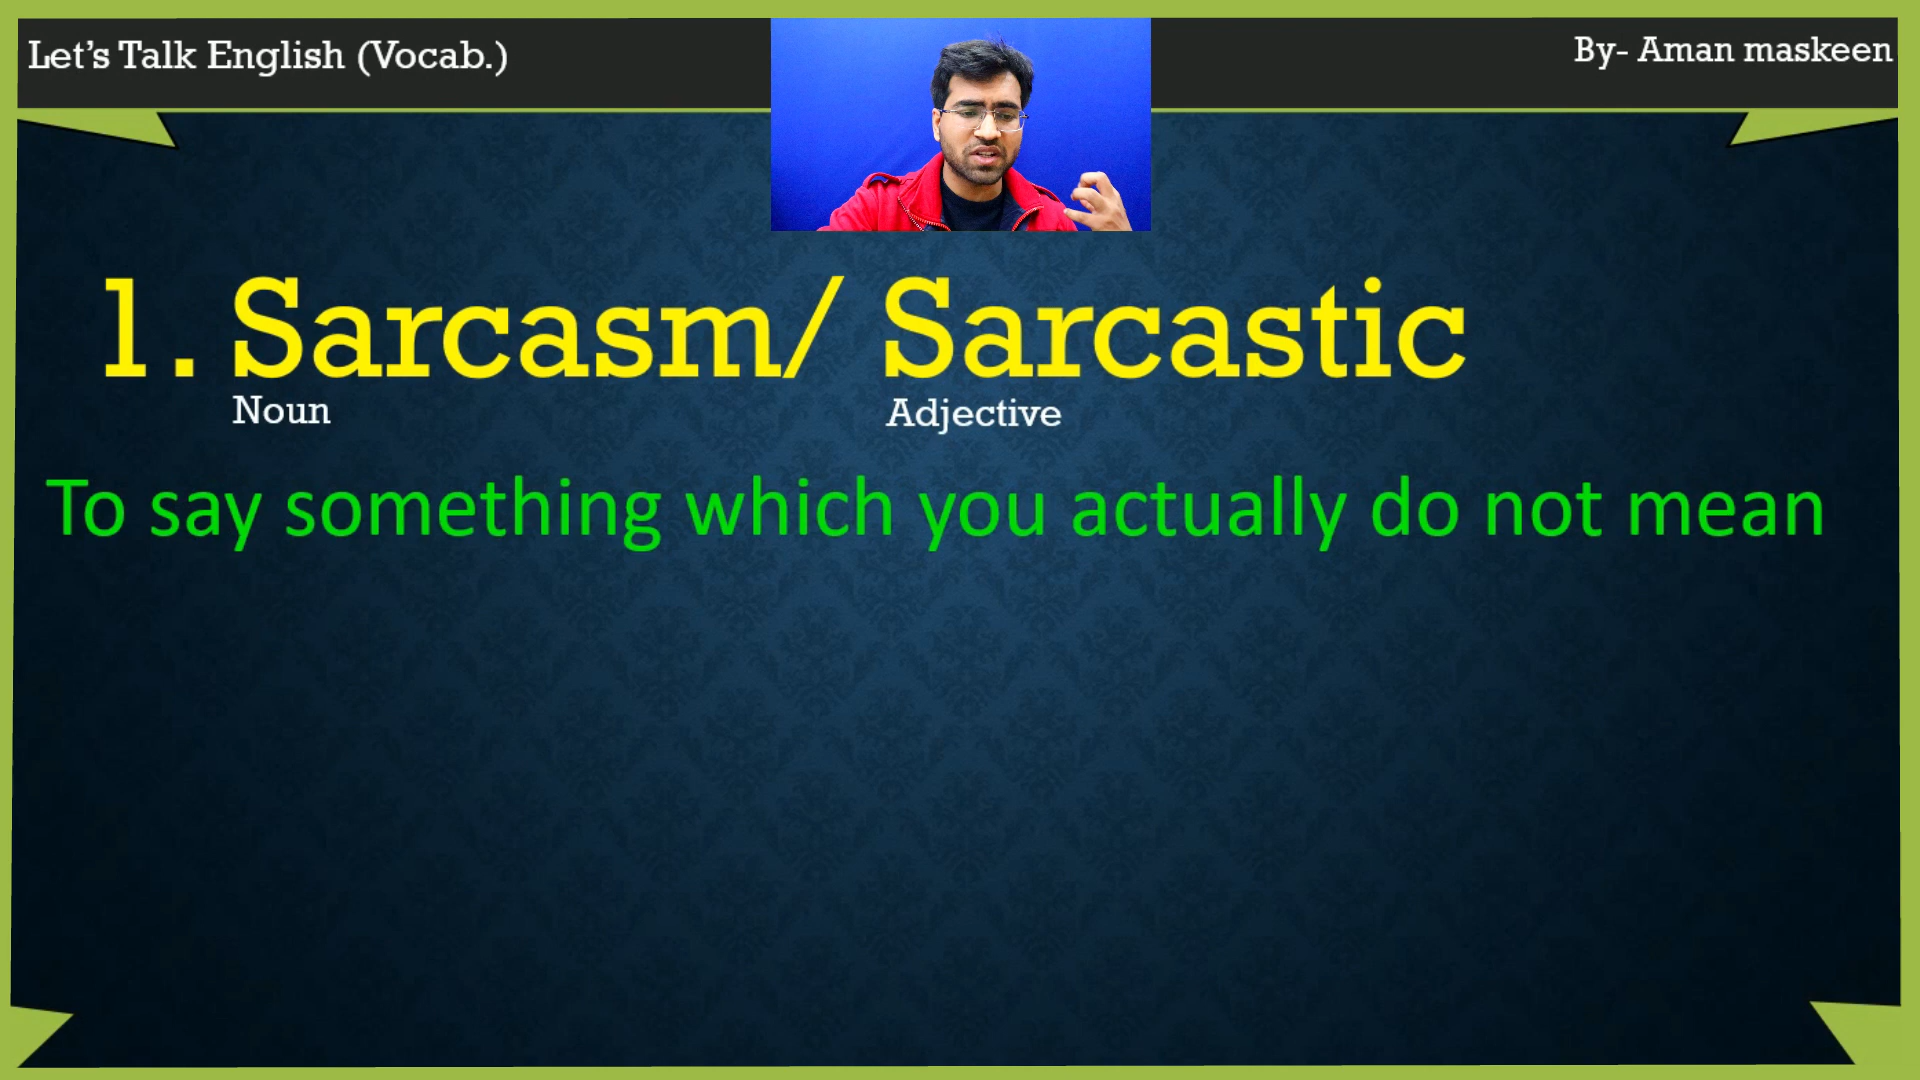 Let's Talk English (Vocab.)
By- Aman maskeen
1. Sarcasm/ Sarcastic
Noun
Adjective
To say something which you actually do not mean